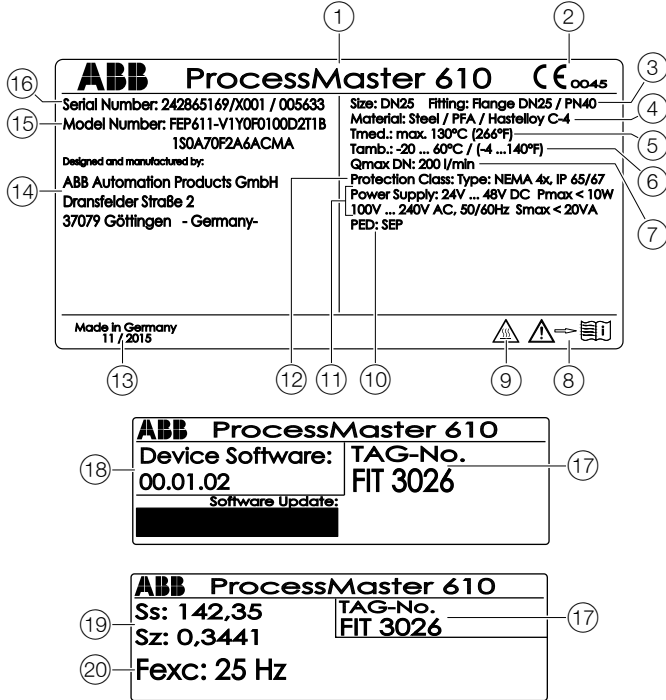 1
2
ABB ProcessMaster 610 CE 0045
16
Serial Number: 242865169/X001 / 005633
15
Model Number: FEP611-V1Y0F0100D2T1B
1S0A70F2A6ACMA
Designed and manufactured by:
14
ABB Automation Products GmbH
Dransfelder Straße 2
37079 Göttingen - Germany-
Size: DN25 Fitting: Flange DN25 / PN40
3
Material: Steel / PFA / Hastelloy C-4
4
Tmed.: max. 130ºC (266ºF)
5
Tamb.: -20 ... 60ºC / (-4 ...140ºF)
6
Qmax DN: 200 l/min
7
Protection Class: Type: NEMA 4x, IP 65/67
Power Supply: 24V ... 48V DC Pmax < 10W
100V ... 240V AC, 50/60Hz Smax < 20VA
PED: SEP
Made in Germany
11 / 2015
i
13
12
11
10
9
8
ABB ProcessMaster 610
18
Device Software:
00.01.02
Software Update:
TAG-No.
FIT 3026
17
ABB ProcessMaster 610
19
Ss: 142,35
Sz: 0,3441
20
Fexc: 25 Hz
TAG-No.
FIT 3026
17